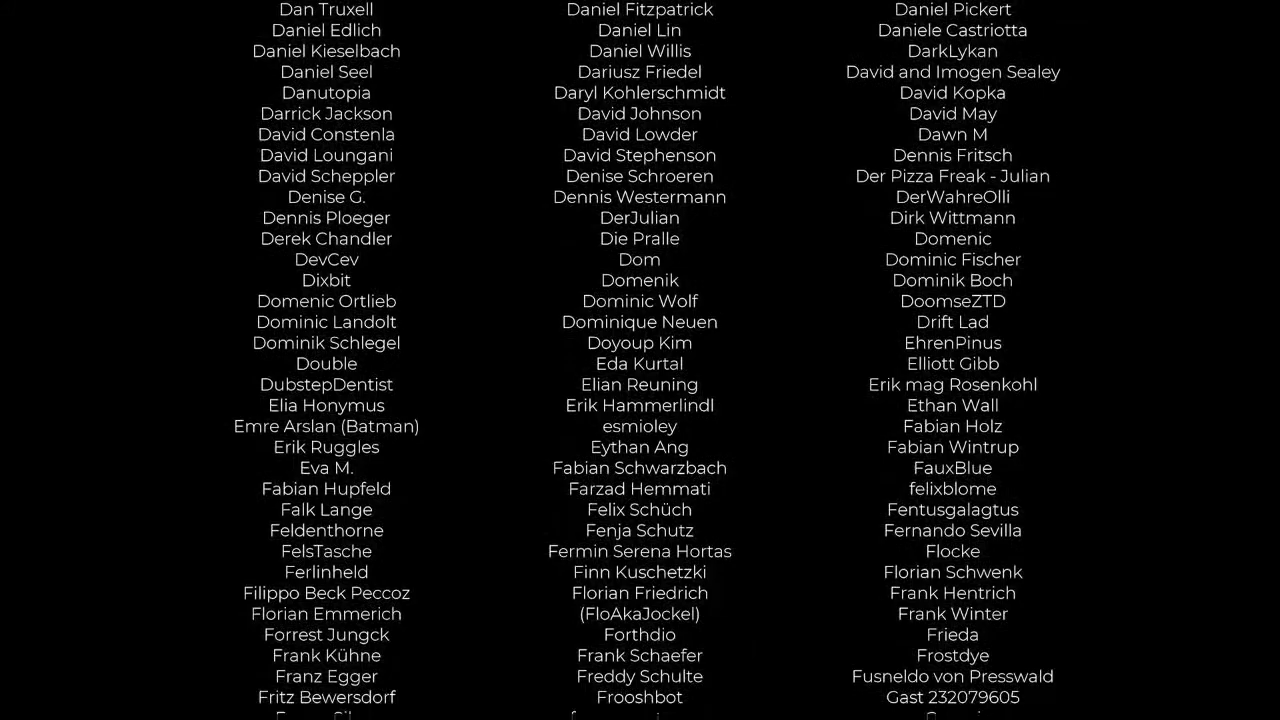 Dan Truxell Daniel Fitzpatrick Daniel Pickert
Daniel Edlich Daniel Lin Daniele Castriotta
Daniel Kieselbach Daniel Willis DarkLykan
Daniel Seel Dariusz Friedel David and Imogen Sealey
Danutopia Daryl Kohlerschmidt David Kopka
Darrick Jackson David Johnson David May
David Constenla David Lowder Dawn M
David Loungani David Stephenson Dennis Fritsch
David Scheppler Denise Schroeren Der Pizza Freak - Julian
Denise G. Dennis Westermann DerWahreOlli
Dennis Ploeger DerJulian Dirk Wittmann
Derek Chandler Die Pralle Domenic
DevCev Dom Dominic Fischer
Dixbit Domenik Dominik Boch
Domenic Ortlieb Dominic Wolf DoomseZTD
Dominic Landolt Dominique Neuen Drift Lad
Dominik Schlegel Doyoup Kim EhrenPinus
Double Eda Kurtal Elliott Gibb
DubstepDentist Elian Reuning Erik mag Rosenkohl
Elia Honymus Erik Hammerlindl Ethan Wall
Emre Arslan (Batman) esmioley Fabian Holz
Erik Ruggles Eythan Ang Fabian Wintrup
Eva M. Fabian Schwarzbach FauxBlue
Fabian Hupfeld Farzad Hemmati felixblome
Falk Lange Felix Schüch Fentusgalagtus
Feldenthorne Fenja Schutz Fernando Sevilla
FelsTasche Fermin Serena Hortas Flocke
Ferlinheld Finn Kuschetzki Florian Schwenk
Filippo Beck Peccoz Florian Friedrich Frank Hentrich
Florian Emmerich (FloAkaJockel) Frank Winter
Forrest Jungck Forthdio Frieda
Frank Kühne Frank Schaefer Frostdye
Franz Egger Freddy Schulte Fusneldo von Presswald
Fritz Bewersdorf Frooshbot Gast 232079605